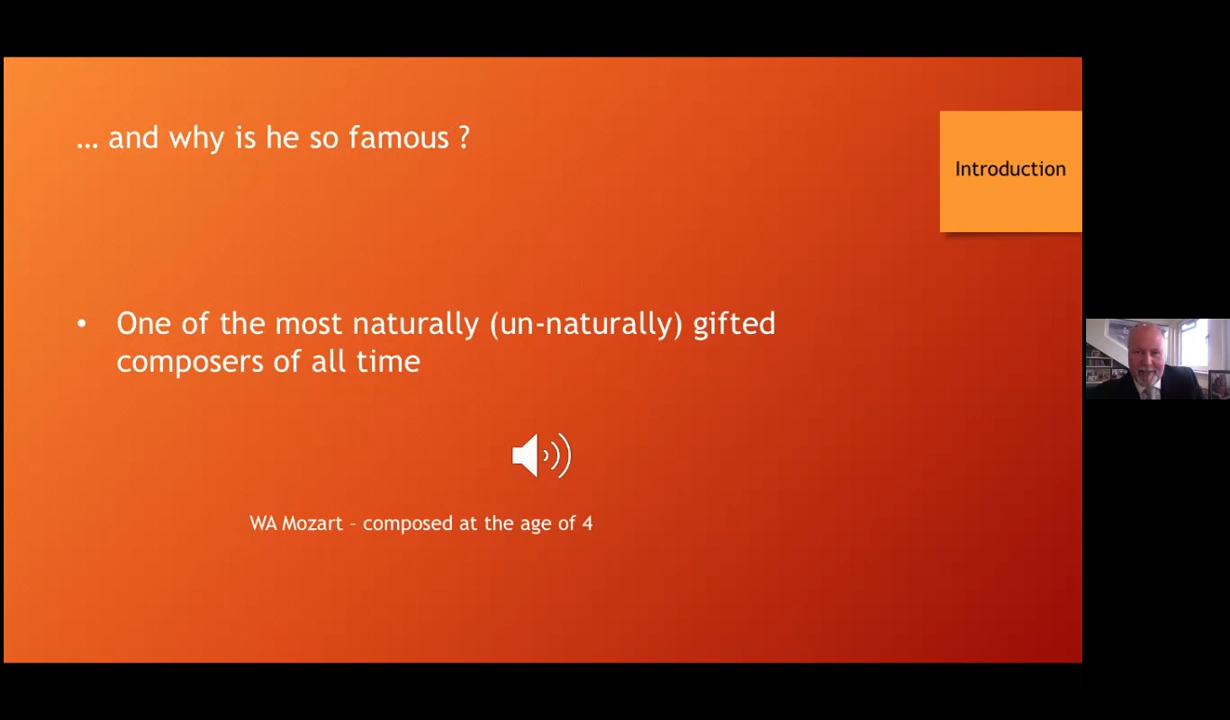 … and why is he so famous ?
Introduction
• One of the most naturally (un-naturally) gifted
composers of all time
WA Mozart – composed at the age of 4